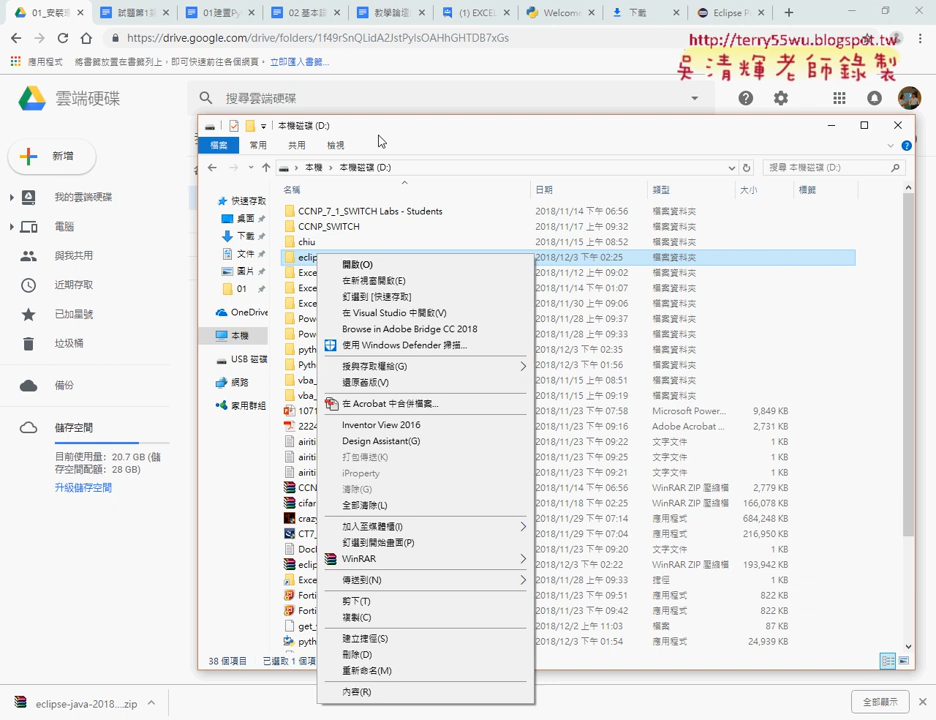 01_安裝環
試題第1
01建置Py
02 基本語
教學論壇
(1) EXCEL
Welcome
下載
Eclipse P
https://drive.google.com/drive/folders/1f49rSnQLidA2JstPylsOAHhGHTDB7xGs
http://terry55wu.blogspot.tw
吳清輝老師錄製
應用程式
將書籤放置在書籤列上，即可快速前往各個網頁。
立即匯入書籤...
雲端硬碟
搜尋雲端硬碟
新增
我的雲端硬碟
電腦
與我共用
近期存取
已加星號
垃圾桶
備份
儲存空間
目前使用量：20.7 GB (儲
存空間配額：28 GB)
升級儲存空間
本機磁碟 (D:)
檔案 常用 共用 檢視
本機 › 本機磁碟 (D:)
搜尋 本機磁碟 (D:)
名稱 日期 類型 大小 標籤
快速存取
桌面
下載
文件
圖片
01
OneDrive
本機
USB 磁碟
網路
家用群組
CCNP_7_1_SWITCH Labs - Students 2018/11/14 下午 06:56 檔案資料夾
CCNP_SWITCH 2018/11/17 上午 09:32 檔案資料夾
chiu 2018/11/15 上午 08:52 檔案資料夾
eclip 2018/12/3 下午 02:25 檔案資料夾
Exce 2018/11/12 上午 09:02 檔案資料夾
Exce 2018/11/14 下午 01:07 檔案資料夾
Exce 2018/11/30 上午 09:06 檔案資料夾
Pow 2018/11/28 上午 09:37 檔案資料夾
Pow 2018/11/28 上午 09:33 檔案資料夾
pyth 2018/12/3 下午 02:35 檔案資料夾
Pyth 2018/12/3 下午 01:56 檔案資料夾
vba_ 2018/11/15 上午 08:51 檔案資料夾
vba_ 2018/11/15 上午 08:49 檔案資料夾
1071 2018/11/23 下午 07:58 Microsoft Power... 9,849 KB
2224 2018/11/23 上午 10:46 Adobe Acrobat ... 2,731 KB
airiti 2018/11/23 下午 09:22 文字文件 1 KB
airiti 2018/11/23 下午 09:25 文字文件 1 KB
airiti 2018/11/23 下午 09:21 文字文件 1 KB
CCN 2018/11/14 下午 06:56 WinRAR ZIP 壓縮檔 2,779 KB
cifar 2018/11/18 下午 02:25 WinRAR ZIP 壓縮檔 166,078 KB
crazy 2018/11/29 下午 07:14 應用程式 684,248 KB
CT7_ 2018/11/29 下午 07:04 應用程式 216,950 KB
Doc 2018/11/23 下午 09:20 文字文件 1 KB
eclip 2018/12/3 下午 02:22 WinRAR ZIP 壓縮檔 193,942 KB
Exce 2018/11/28 上午 09:33 捷徑 1 KB
Forti 2018/11/23 下午 09:41 應用程式 822 KB
Forti 2018/11/23 下午 09:42 應用程式 822 KB
get_ 2018/12/2 上午 11:03 檔案 87 KB
pyth 2018/12/3 下午 01:54 應用程式 24,939 KB
開啟(O)
在新視窗開啟(E)
釘選到 [快速存取]
在 Visual Studio 中開啟(V)
Browse in Adobe Bridge CC 2018
使用 Windows Defender 掃描...
授與存取權給(G)
還原舊版(V)
在 Acrobat 中合併檔案...
Inventor View 2016
Design Assistant(G)
打包傳送(K)
iProperty
清除(G)
全部清除(L)
加入至媒體櫃(I)
釘選到開始畫面(P)
WinRAR
傳送到(N)
剪下(T)
複製(C)
建立捷徑(S)
刪除(D)
重新命名(M)
內容(R)
38 個項目 已選取 1 個項
eclipse-java-2018....zip
全部顯示